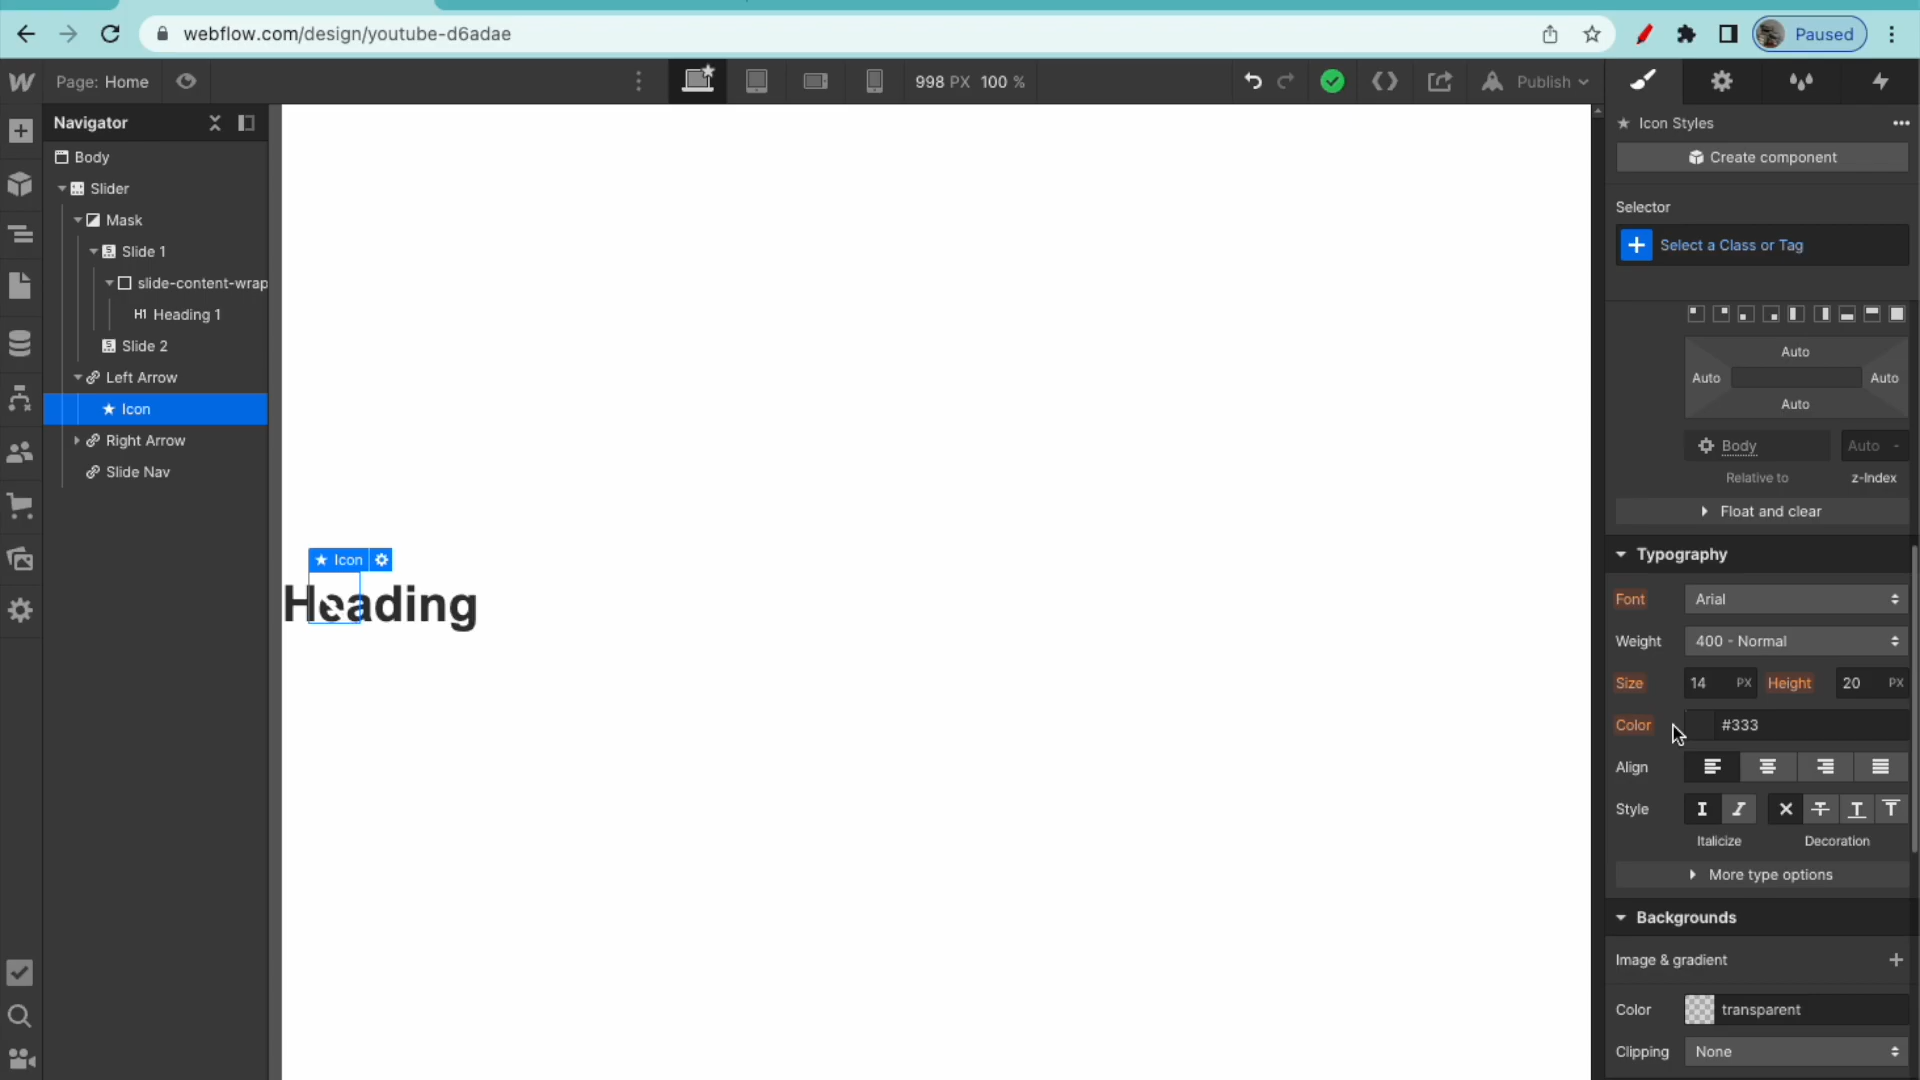 webflow.com/design/youtube-d6adae
Paused
Page: Home
998 PX 100 %
Publish
Navigator
Body
Slider
Mask
Slide 1
slide-content-wrap
H1 Heading 1
Slide 2
Left Arrow
Icon
Right Arrow
Slide Nav
Icon
Heading
Icon Styles
Create component
Selector
Select a Class or Tag
Auto
Auto Auto
Auto
Body Auto -
Relative to z-Index
Float and clear
Typography
Font Arial
Weight 400 - Normal
Size 14 PX Height 20 PX
Color #333
Align
Style
Italicize Decoration
More type options
Backgrounds
Image & gradient
Color transparent
Clipping None